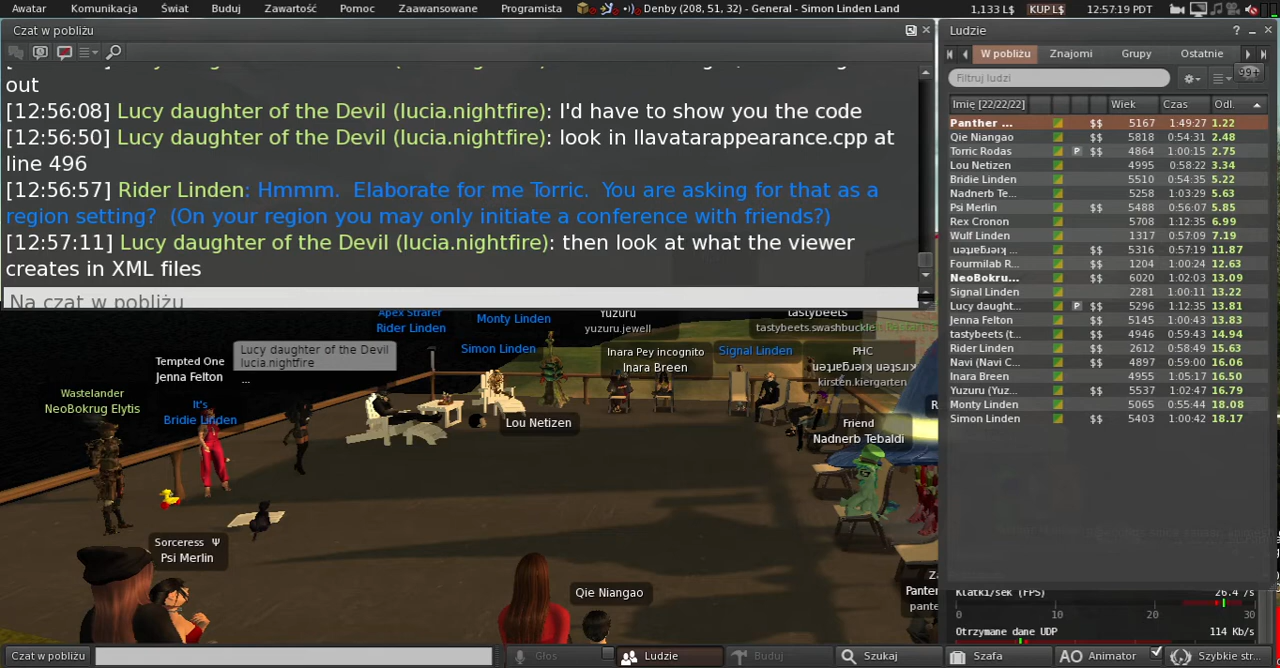 Awatar Komunikacja Świat Buduj Zawartość Pomoc Zaawansowane Programista Denby (208, 51, 32) - General - Simon Linden Land 1,133 L$ KUP L$ 12:57:19 PDT
Czat w pobliżu
out
[12:56:08] Lucy daughter of the Devil (lucia.nightfire): I'd have to show you the code
[12:56:50] Lucy daughter of the Devil (lucia.nightfire): look in llavatarappearance.cpp at
line 496
[12:56:57] Rider Linden: Hmmm. Elaborate for me Torric. You are asking for that as a
region setting? (On your region you may only initiate a conference with friends?)
[12:57:11] Lucy daughter of the Devil (lucia.nightfire): then look at what the viewer
creates in XML files
Na czat w pobliżu
Ludzie
W pobliżu Znajomi Grupy Ostatnie
99+
Filtruj ludzi
Imię [22/22/22] Wiek Czas Odl.
Panther ... $$ 5167 1:49:27 1.22
Qie Niangao $$ 5818 0:54:31 2.48
Torric Rodas P $$ 4864 1:00:15 2.75
Lou Netizen 4995 0:58:22 3.34
Bridie Linden 5510 0:54:35 5.22
Nadnerb Te... 5258 1:03:29 5.63
Psi Merlin $$ 5488 0:56:07 5.85
Rex Cronon 5708 1:12:35 6.99
Wulf Linden 1317 0:57:09 7.19
$$ 5316 0:57:19 11.87
Fourmilab R... $$ 1204 1:00:24 12.63
NeoBokru... $$ 6020 1:02:03 13.09
Signal Linden 2281 1:00:11 13.22
Lucy daught... P $$ 5296 1:12:35 13.81
Jenna Felton $$ 5145 1:00:43 13.83
tastybeets (t... $$ 4946 0:59:43 14.94
Rider Linden $$ 2612 0:58:49 15.63
Navi (Navi C... $$ 4897 0:59:00 16.06
Inara Breen 4955 1:05:17 16.50
Yuzuru (Yuz... $$ 5537 1:02:47 16.79
Monty Linden 5065 0:55:44 18.08
Simon Linden $$ 5403 1:00:42 18.17
Apex Strafer
Rider Linden
Monty Linden
Yuzuru
yuzuru.jewell
tastybeets
tastybeets.swashbuckle
Simon Linden
Lucy daughter of the Devil
lucia.nightfire
...
Tempted One
Jenna Felton
Inara Pey incognito
Inara Breen
Signal Linden
PHC
kirsten.kiergarten
Wastelander
NeoBokrug Elytis
It's
Bridie Linden
Lou Netizen
Friend
Nadnerb Tebaldi
Sorceress Ψ
Psi Merlin
Qie Niangao
Panter
pante
Klatki/sek (FPS) 26.4 /s
0 10 20 30
Otrzymane dane UDP 114 Kb/s
Czat w pobliżu Głos Ludzie Buduj Szukaj Szafa AO Animator Szybkie str...